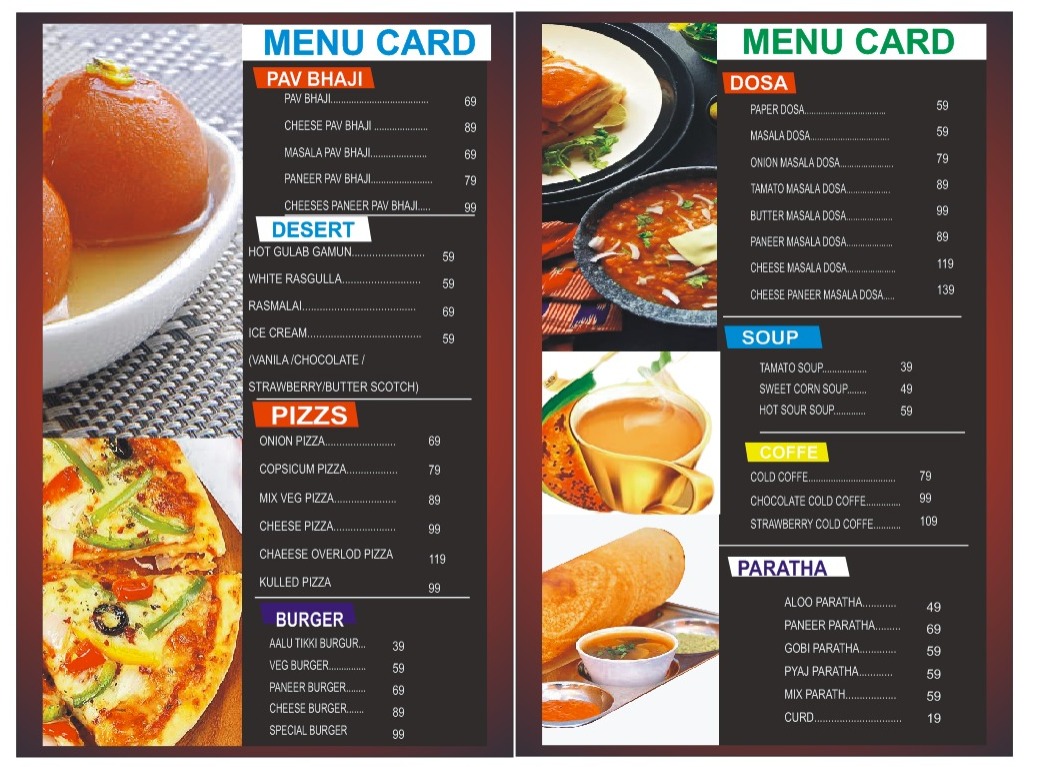 MENU CARD
PAV BHAJI
PAV BHAJI..................................... 69
CHEESE PAV BHAJI .................... 89
MASALA PAV BHAJI...................... 69
PANEER PAV BHAJI........................ 79
CHEESES PANEER PAV BHAJI..... 99
DESERT
HOT GULAB GAMUN.......................... 59
WHITE RASGULLA............................ 59
RASMALAI........................................ 69
ICE CREAM........................................ 59
(VANILA /CHOCOLATE /
STRAWBERRY/BUTTER SCOTCH)
PIZZS
ONION PIZZA......................... 69
COPSICUM PIZZA.................. 79
MIX VEG PIZZA...................... 89
CHEESE PIZZA...................... 99
CHAEESE OVERLOD PIZZA 119
KULLED PIZZA 99
BURGER
AALU TIKKI BURGUR... 39
VEG BURGER............... 59
PANEER BURGER........ 69
CHEESE BURGER....... 89
SPECIAL BURGER 99
MENU CARD
DOSA
PAPER DOSA................................. 59
MASALA DOSA................................ 59
ONION MASALA DOSA...................... 79
TAMATO MASALA DOSA.................. 89
BUTTER MASALA DOSA................... 99
PANEER MASALA DOSA................... 89
CHEESE MASALA DOSA.................... 119
CHEESE PANEER MASALA DOSA..... 139
SOUP
TAMATO SOUP................. 39
SWEET CORN SOUP........ 49
HOT SOUR SOUP............. 59
COFFE
COLD COFFE.................................. 79
CHOCOLATE COLD COFFE.............. 99
STRAWBERRY COLD COFFE........... 109
PARATHA
ALOO PARATHA............ 49
PANEER PARATHA......... 69
GOBI PARATHA............. 59
PYAJ PARATHA............ 59
MIX PARATH.................. 59
CURD............................... 19